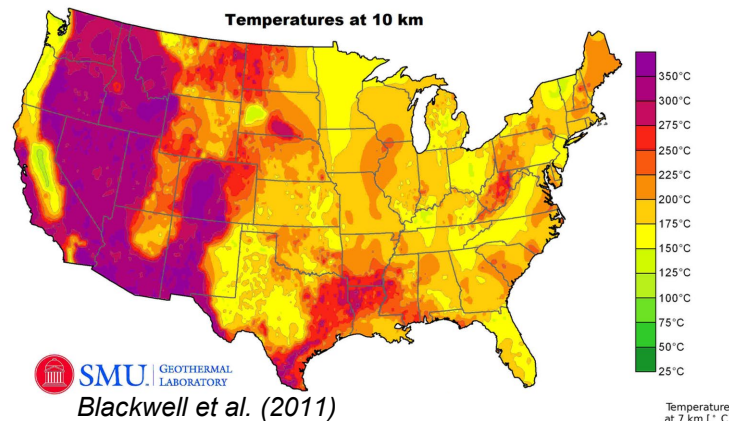 Temperatures at 10 km
350°C
300°C
275°C
250°C
225°C
200°C
175°C
150°C
125°C
100°C
75°C
50°C
25°C
SMU. GEOTHERMAL
LABORATORY
Blackwell et al. (2011)
Temperature
at 7 km [°C